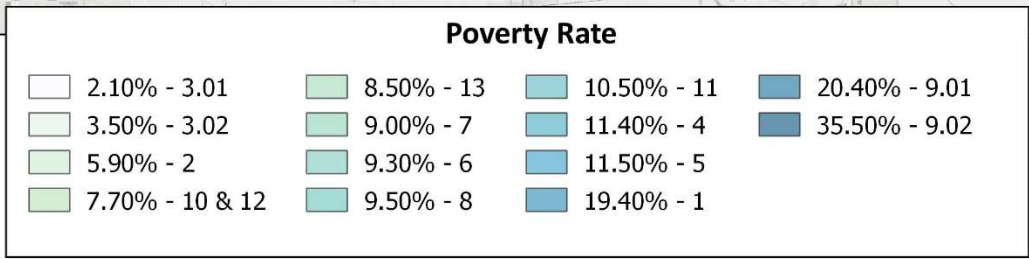 Poverty Rate
2.10% - 3.01
3.50% - 3.02
5.90% - 2
7.70% - 10 & 12
8.50% - 13
9.00% - 7
9.30% - 6
9.50% - 8
10.50% - 11
11.40% - 4
11.50% - 5
19.40% - 1
20.40% - 9.01
35.50% - 9.02